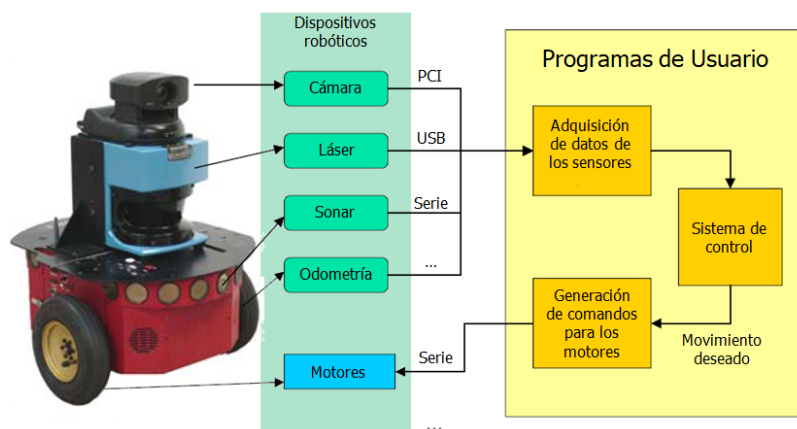 Dispositivos
robóticos
Cámara
Láser
Sonar
Odometría
Motores
...
PCI
USB
Serie
...
Serie
Programas de Usuario
Adquisición
de datos de
los sensores
Sistema de
control
Generación
de comandos
para los
motores
Movimiento
deseado